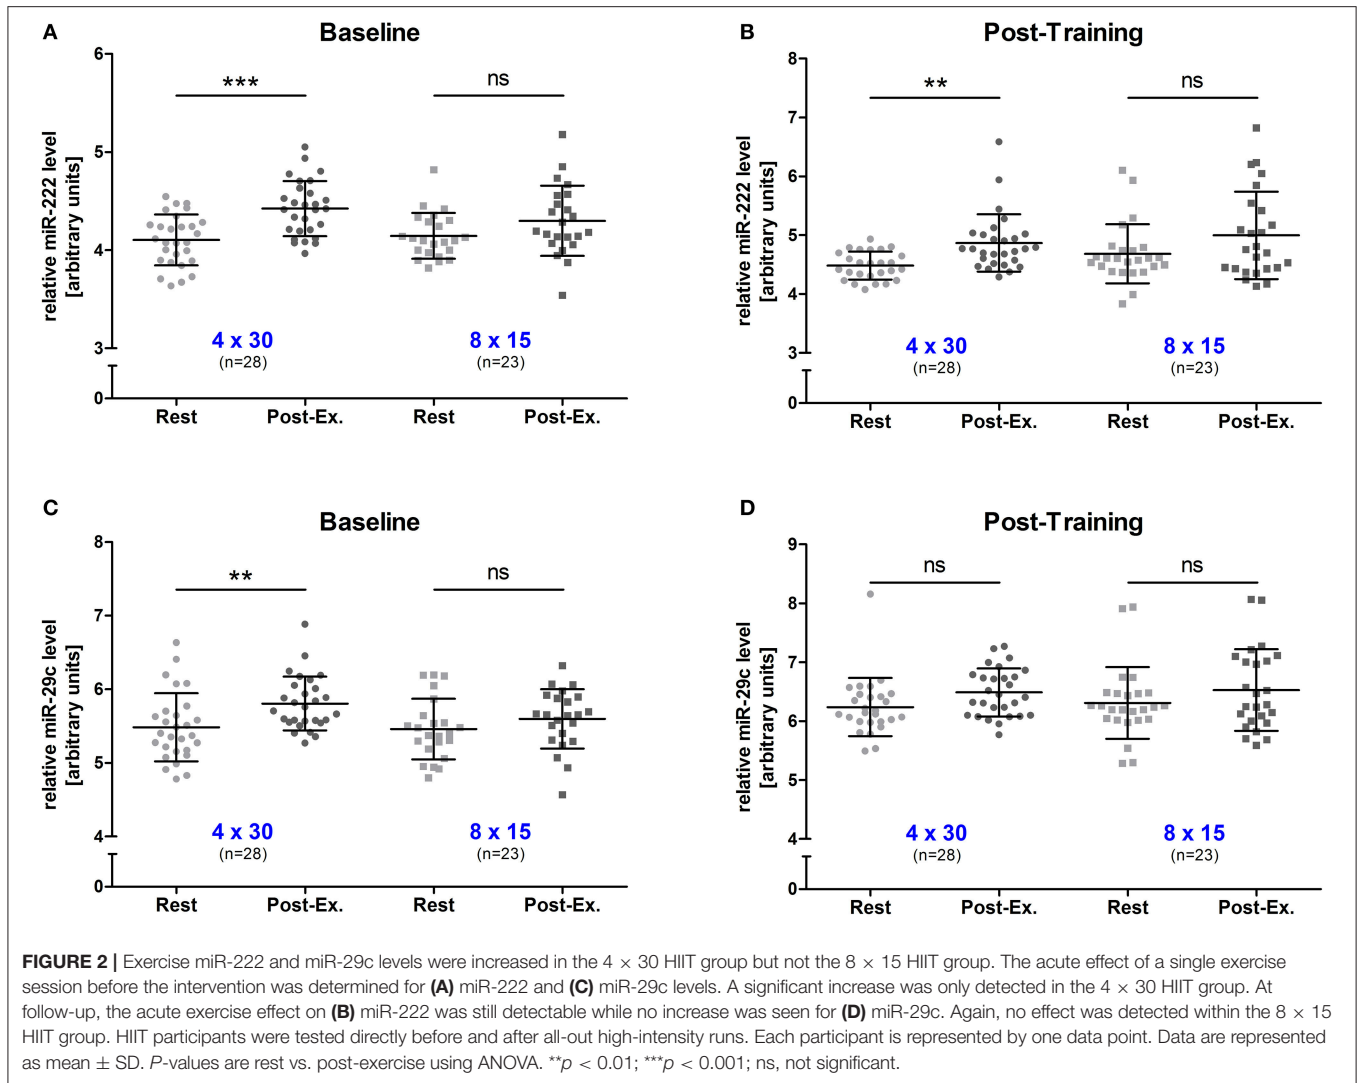 A
Baseline
relative miR-222 level
[arbitrary units]
6
5
4
3
0
***
ns
4 x 30
(n=28)
8 x 15
(n=23)
Rest
Post-Ex.
Rest
Post-Ex.
B
Post-Training
relative miR-222 level
[arbitrary units]
8
7
6
5
4
3
0
**
ns
4 x 30
(n=28)
8 x 15
(n=23)
Rest
Post-Ex.
Rest
Post-Ex.
C
Baseline
relative miR-29c level
[arbitrary units]
8
7
6
5
4
0
**
ns
4 x 30
(n=28)
8 x 15
(n=23)
Rest
Post-Ex.
Rest
Post-Ex.
D
Post-Training
relative miR-29c level
[arbitrary units]
9
8
7
6
5
4
0
ns
ns
4 x 30
(n=28)
8 x 15
(n=23)
Rest
Post-Ex.
Rest
Post-Ex.
FIGURE 2 | Exercise miR-222 and miR-29c levels were increased in the 4 × 30 HIIT group but not the 8 × 15 HIIT group. The acute effect of a single exercise
session before the intervention was determined for (A) miR-222 and (C) miR-29c levels. A significant increase was only detected in the 4 × 30 HIIT group. At
follow-up, the acute exercise effect on (B) miR-222 was still detectable while no increase was seen for (D) miR-29c. Again, no effect was detected within the 8 × 15
HIIT group. HIIT participants were tested directly before and after all-out high-intensity runs. Each participant is represented by one data point. Data are represented
as mean ± SD. P-values are rest vs. post-exercise using ANOVA. **p < 0.01; ***p < 0.001; ns, not significant.